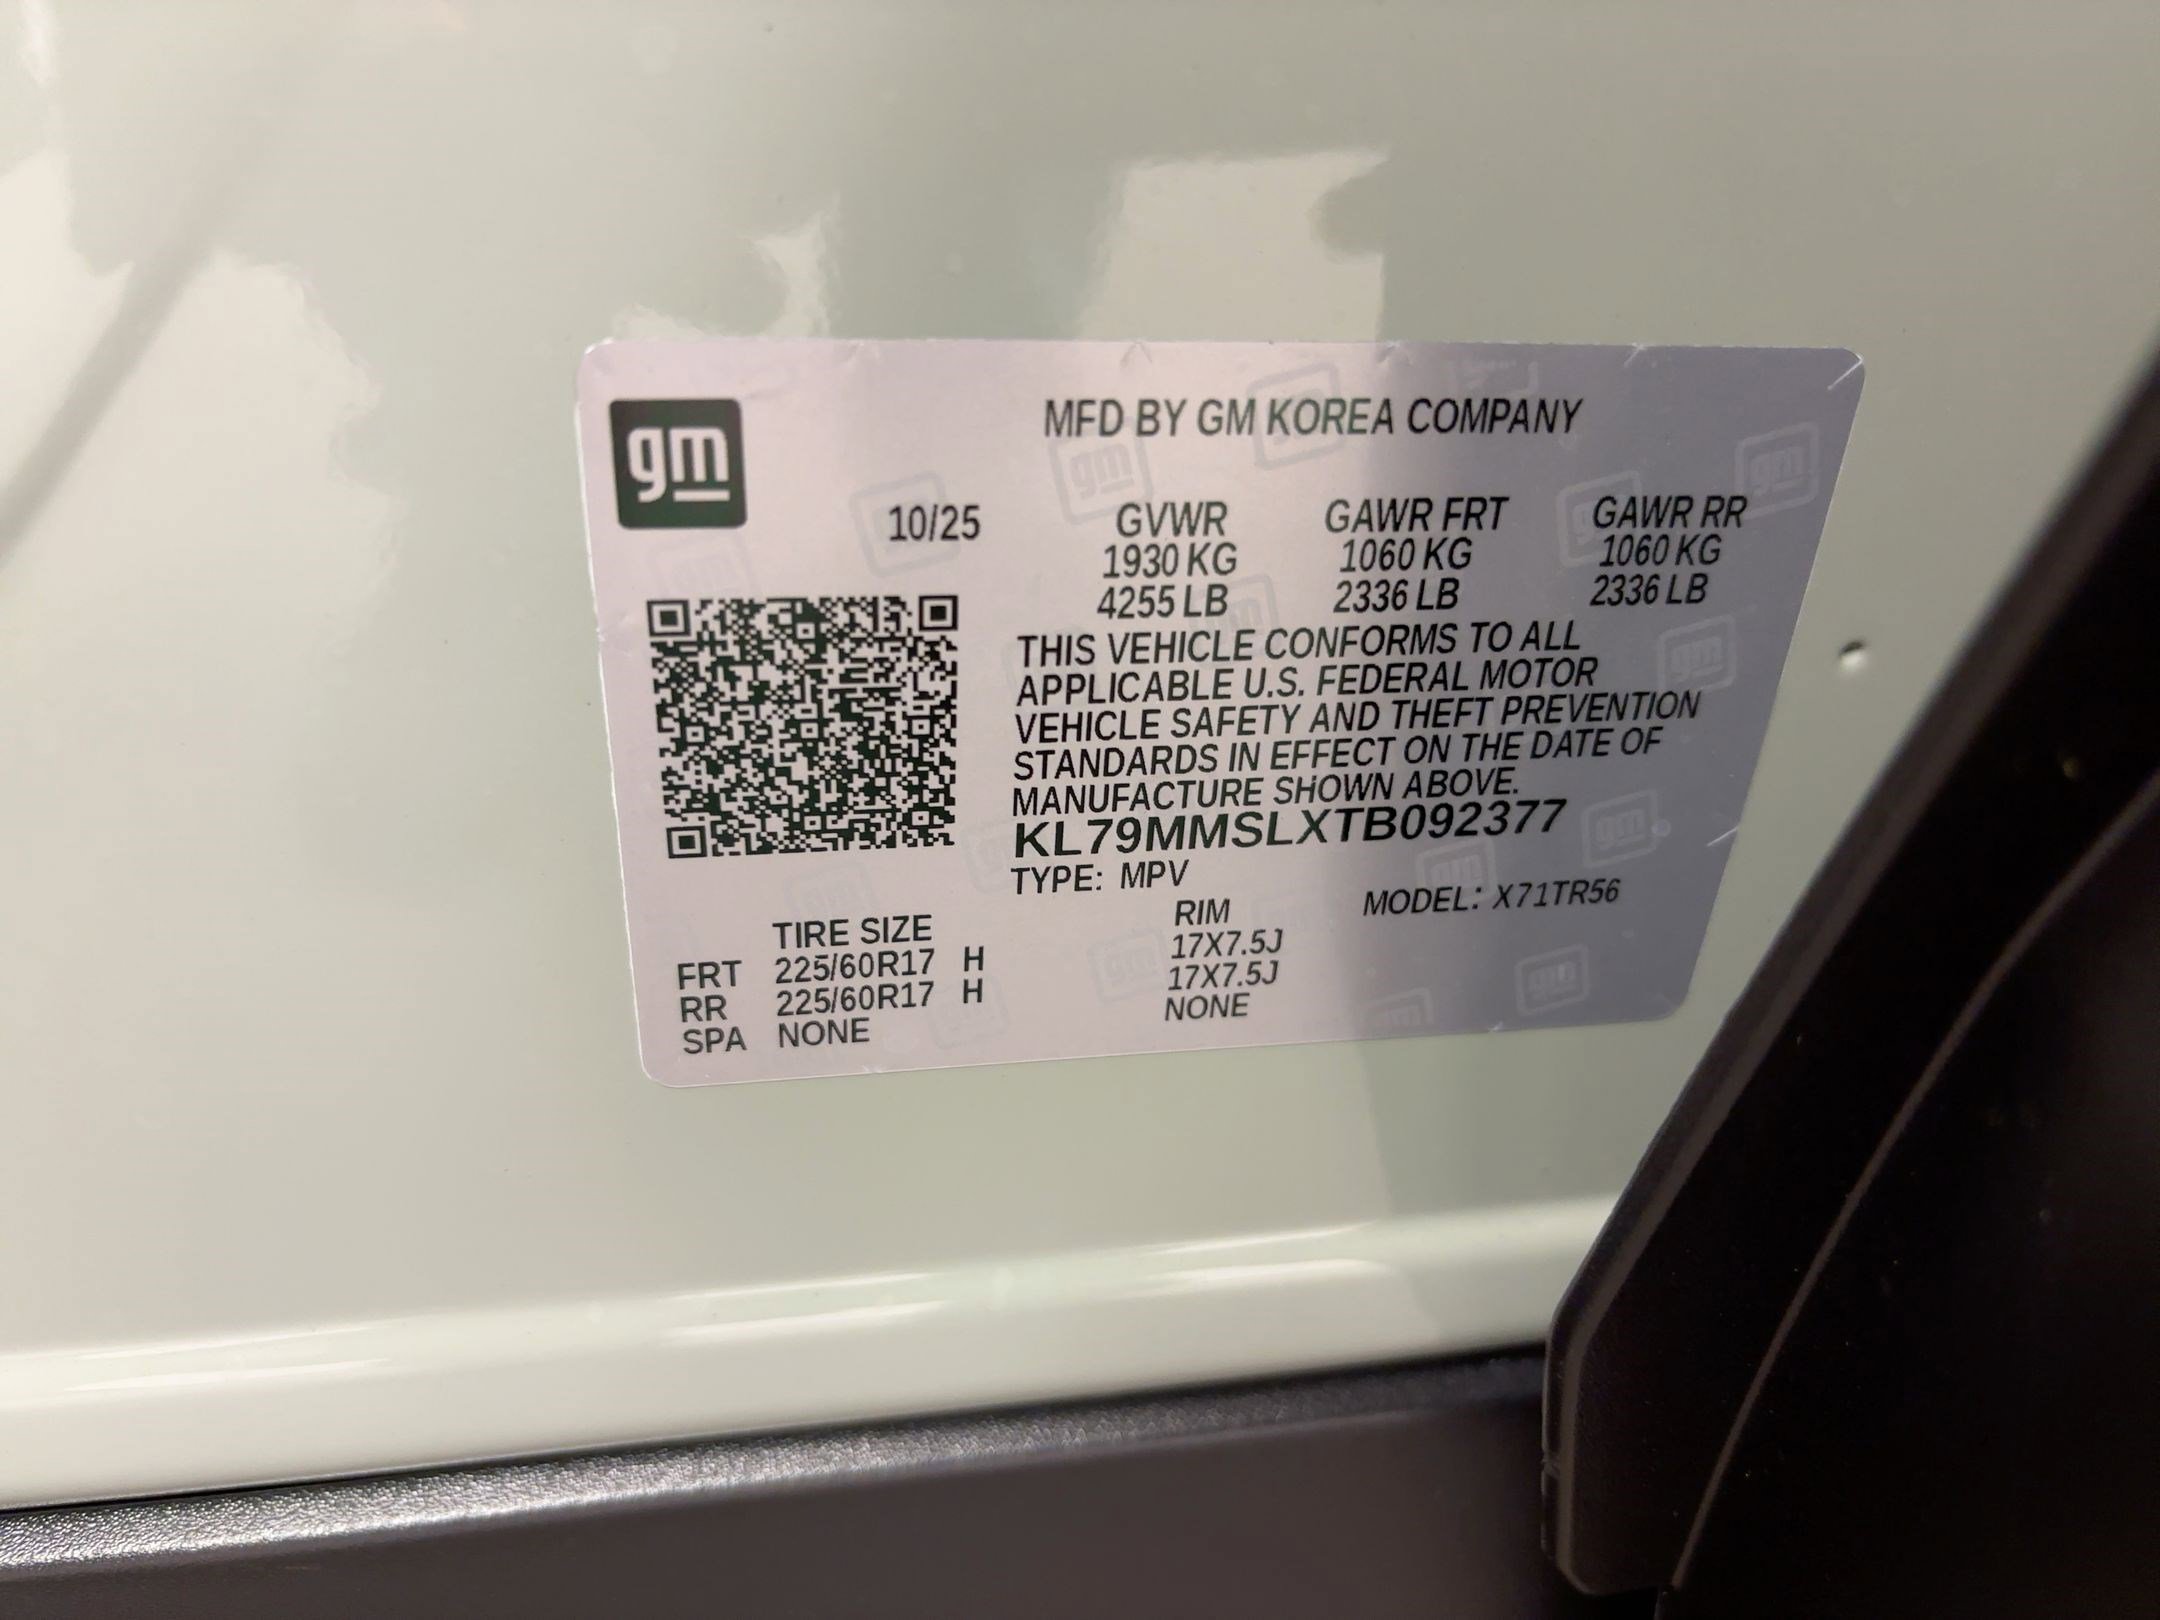 gm
MFD BY GM KOREA COMPANY
10/25 GVWR GAWR FRT GAWR RR
1930 KG 1060 KG 1060 KG
4255 LB 2336 LB 2336 LB
THIS VEHICLE CONFORMS TO ALL
APPLICABLE U.S. FEDERAL MOTOR
VEHICLE SAFETY AND THEFT PREVENTION
STANDARDS IN EFFECT ON THE DATE OF
MANUFACTURE SHOWN ABOVE.
KL79MMSLXTB092377
TYPE: MPV
MODEL: X71TR56
TIRE SIZE RIM
FRT 225/60R17 H 17X7.5J
RR 225/60R17 H 17X7.5J
SPA NONE NONE